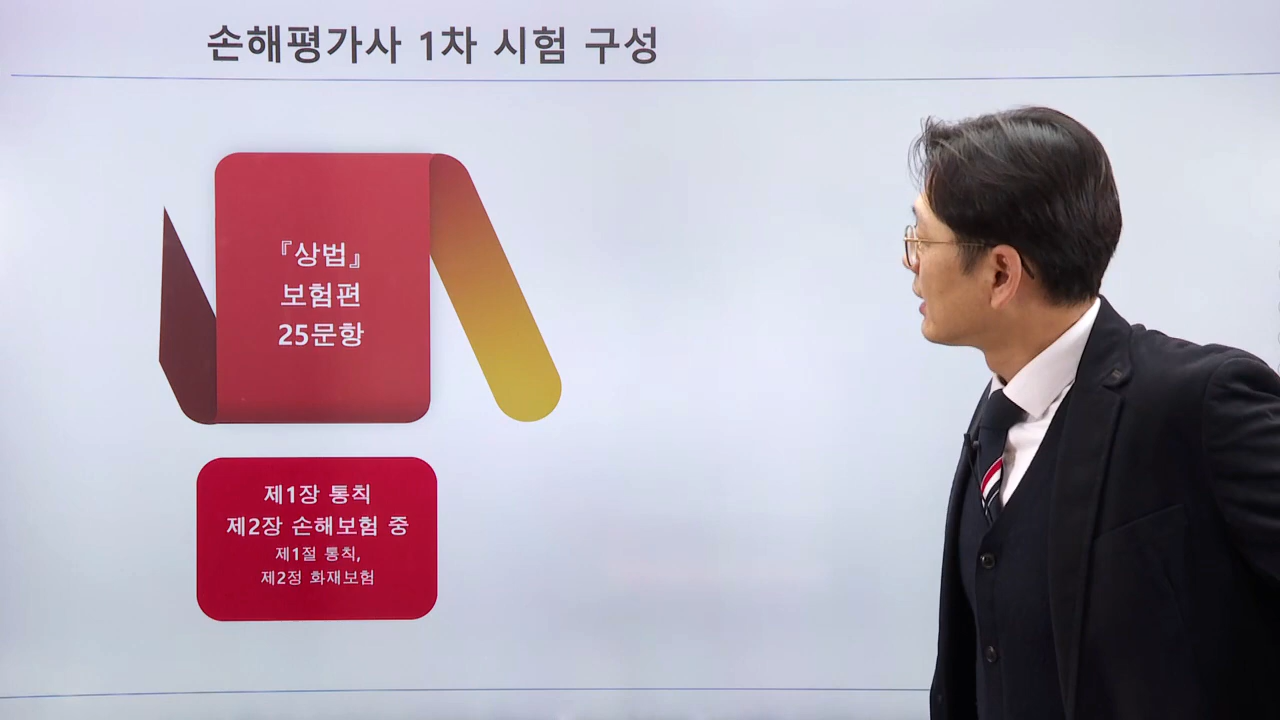 손해평가사 1차 시험 구성
『상법』
보험편
25문항
제1장 통칙
제2장 손해보험 중
제1절 통칙,
제2정 화재보험